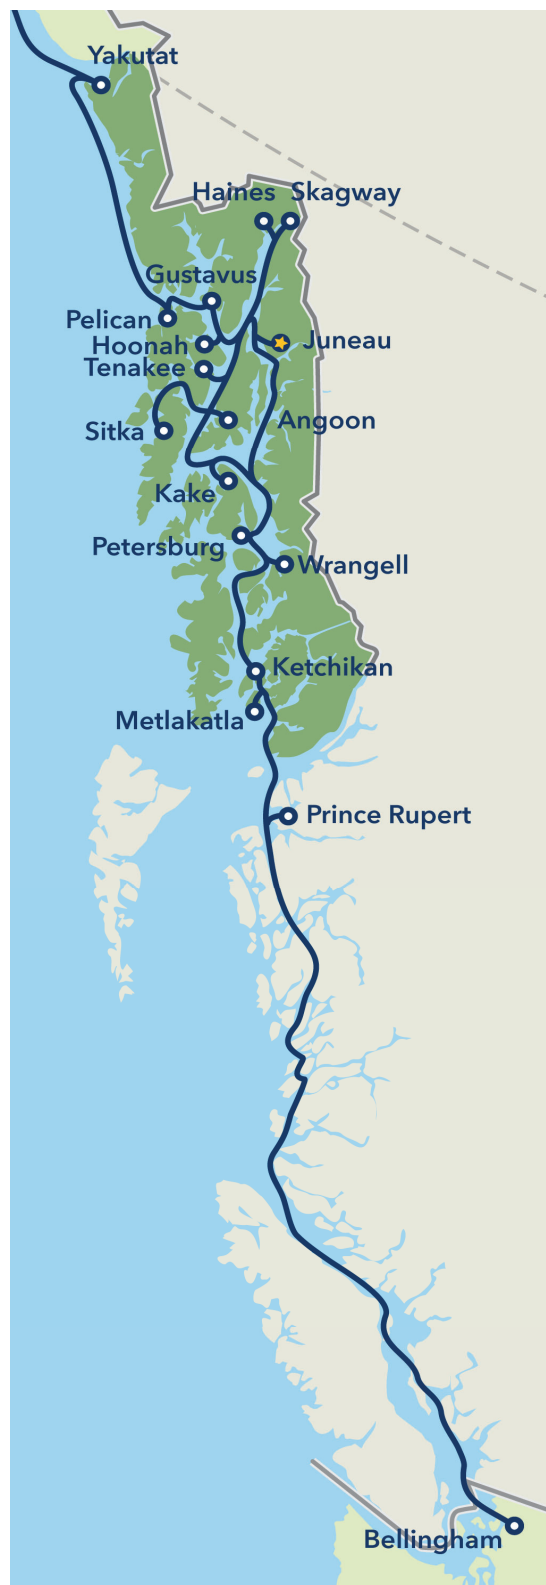 Yakutat
Haines
Skagway
Gustavus
Pelican
Hoonah
Juneau
Tenakee
Angoon
Sitka
Kake
Petersburg
Wrangell
Ketchikan
Metlakatla
Prince Rupert
Bellingham